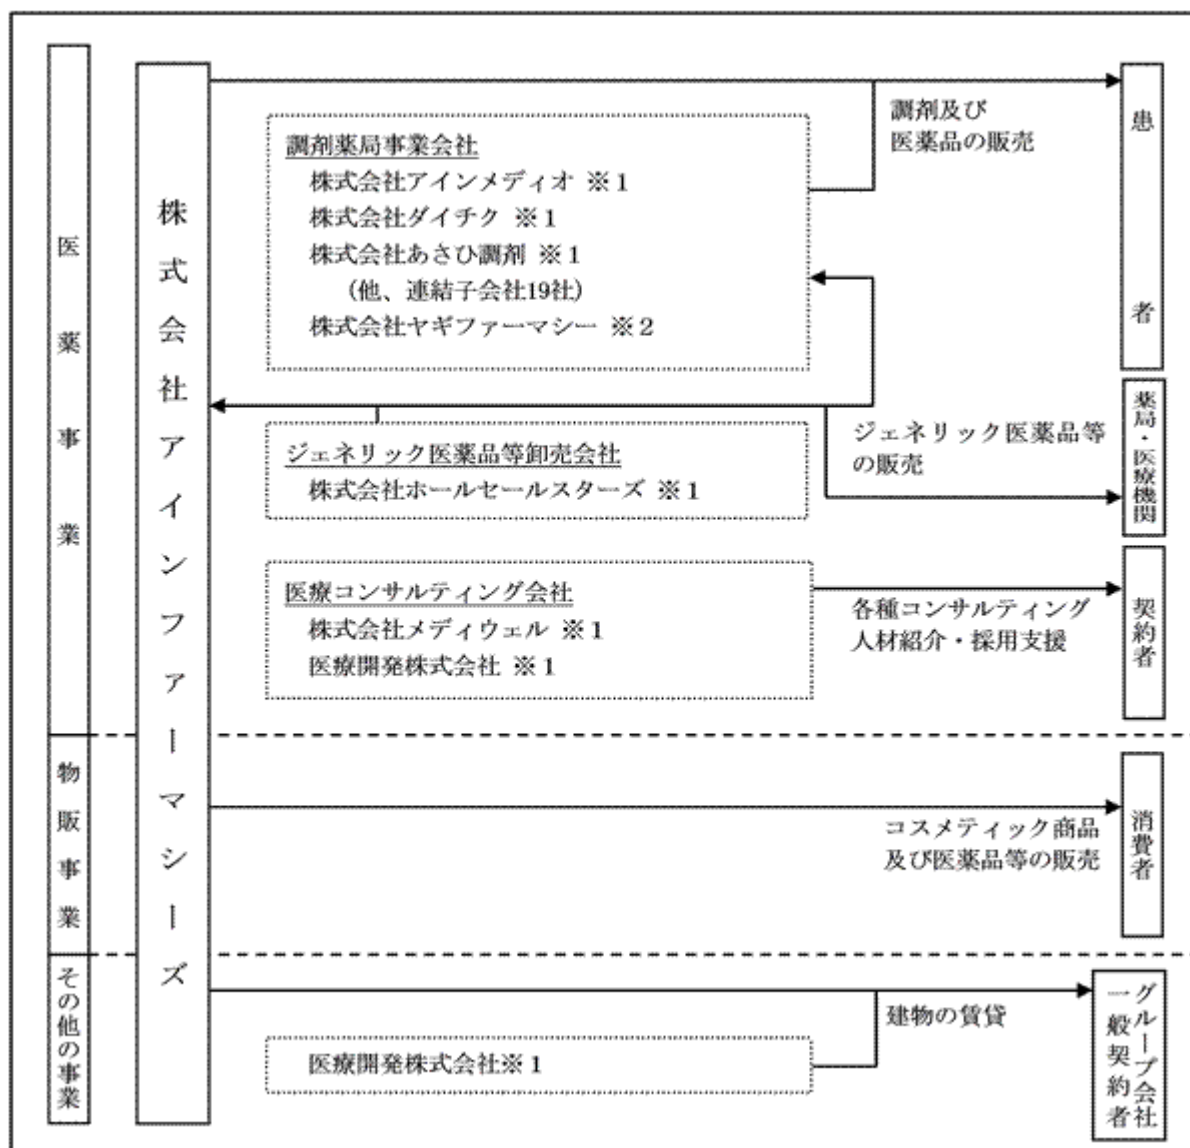 医薬事業
株式会社アインファーマシーズ
調剤薬局事業会社
株式会社アインメディオ ※1
株式会社ダイチク ※1
株式会社あさひ調剤 ※1
（他、連結子会社19社）
株式会社ヤギファーマシー ※2
調剤及び
医薬品の販売
患者
ジェネリック医薬品等卸売会社
株式会社ホールセールスターズ ※1
ジェネリック医薬品等
の販売
薬局・医療機関
医療コンサルティング会社
株式会社メディウェル ※1
医療開発株式会社 ※1
各種コンサルティング
人材紹介・採用支援
契約者
物販事業
コスメティック商品
及び医薬品等の販売
消費者
その他の事業
医療開発株式会社※1
建物の賃貸
グループ会社
一般契約者